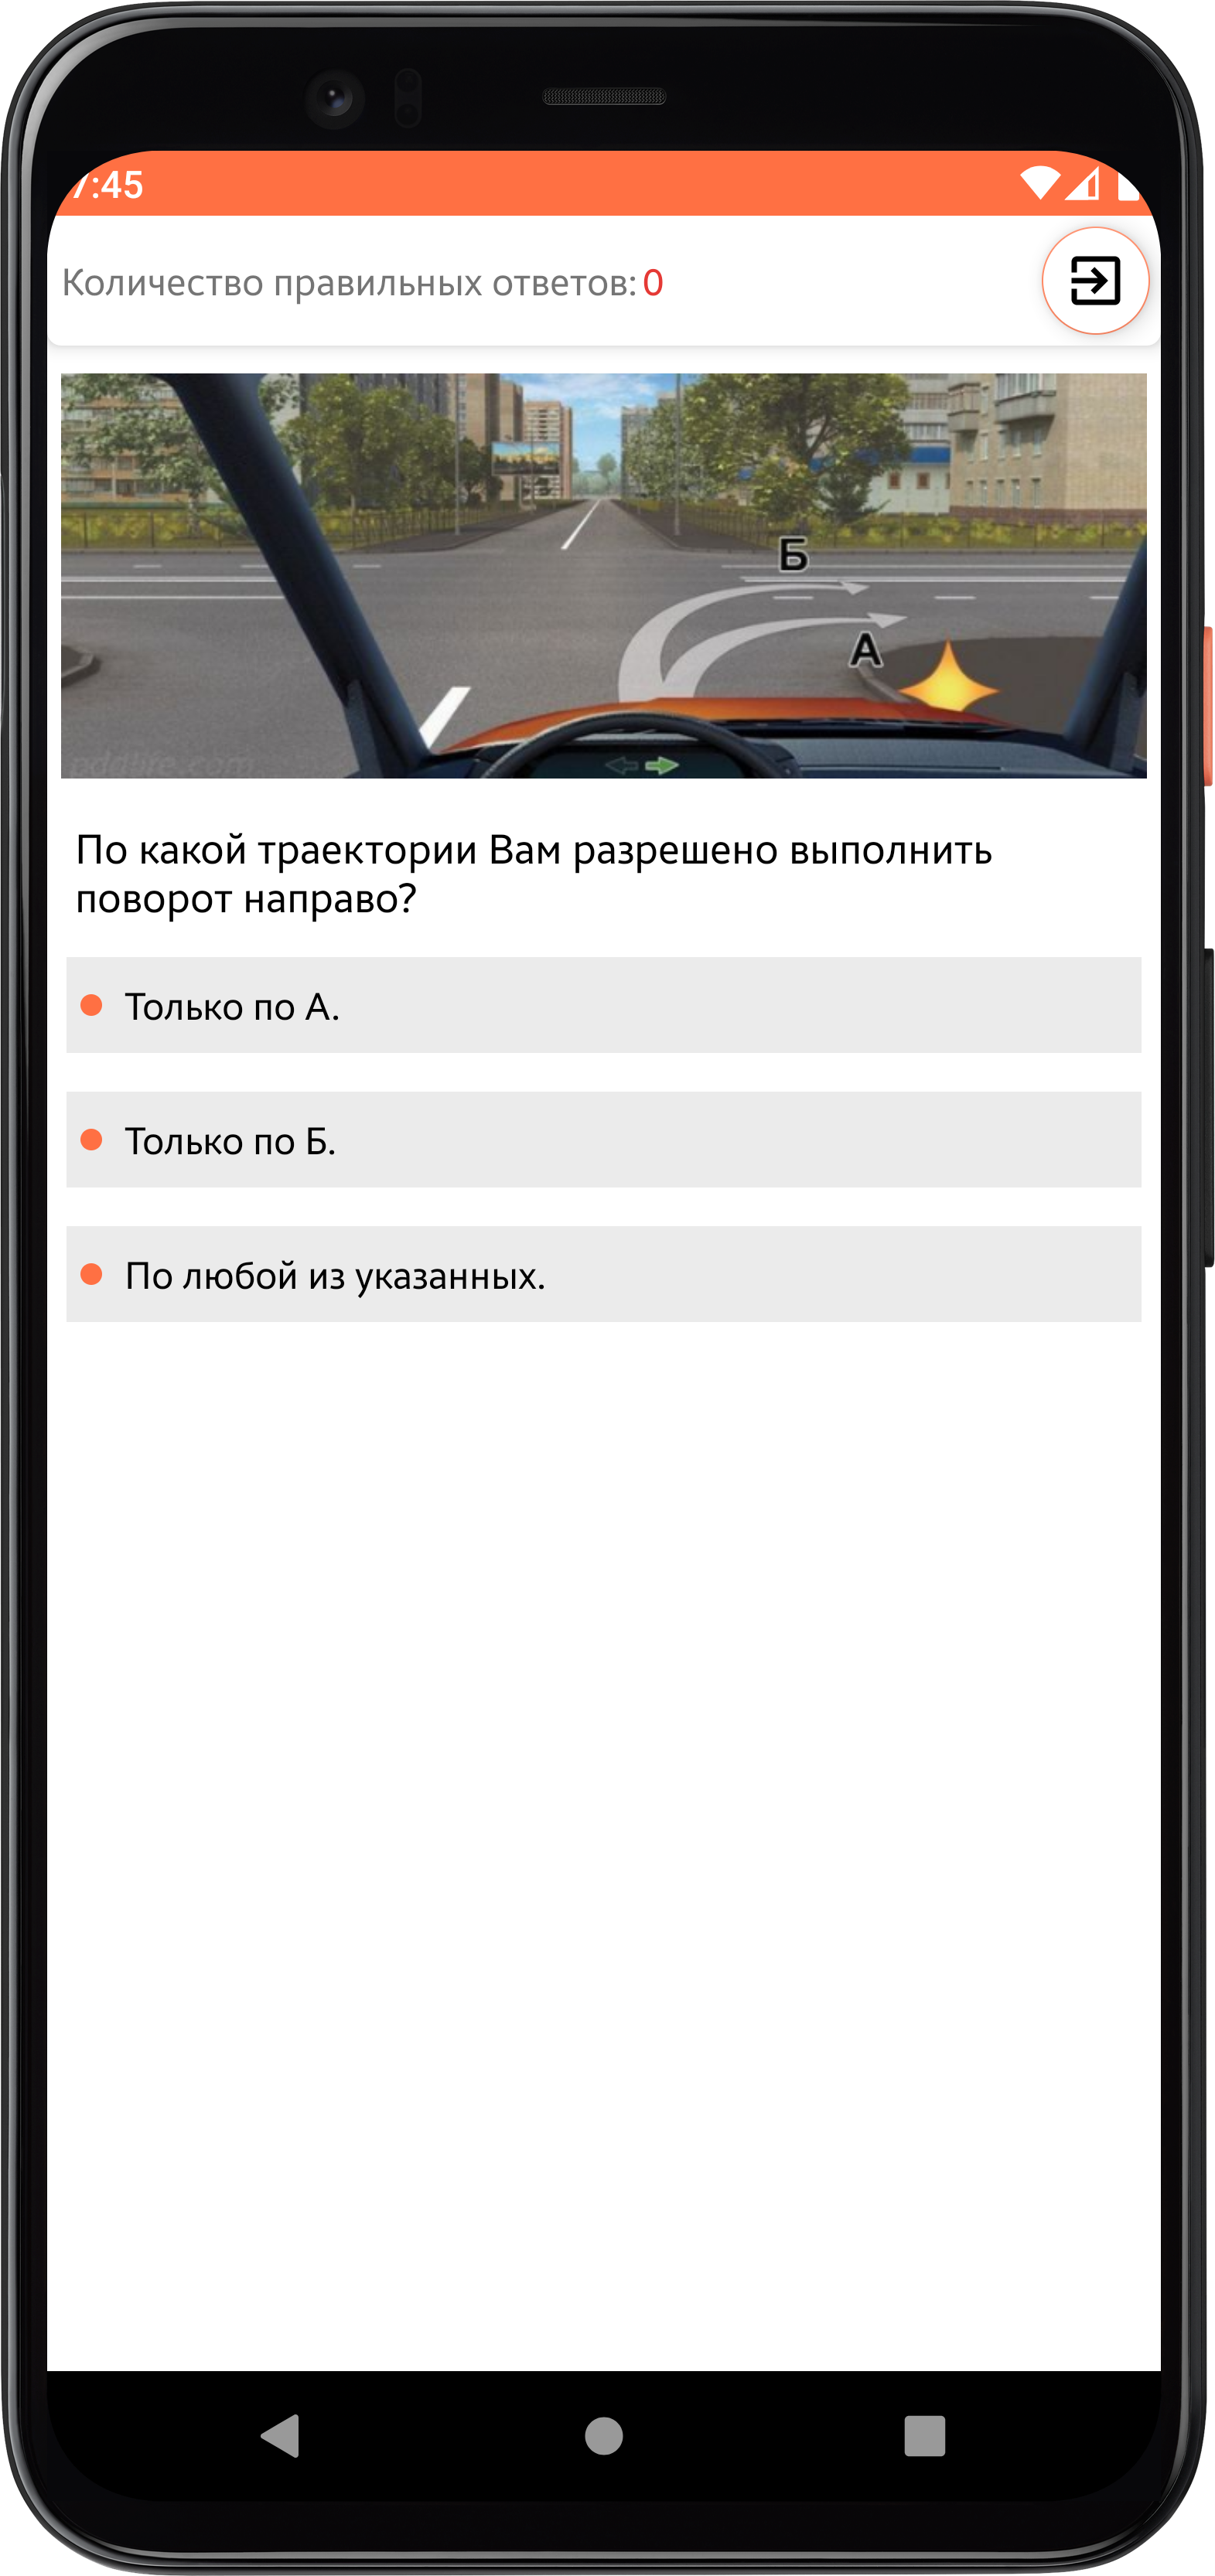 7:45
Количество правильных ответов: 0
Б
А
pddlife.com
По какой траектории Вам разрешено выполнить
поворот направо?
Только по А.
Только по Б.
По любой из указанных.